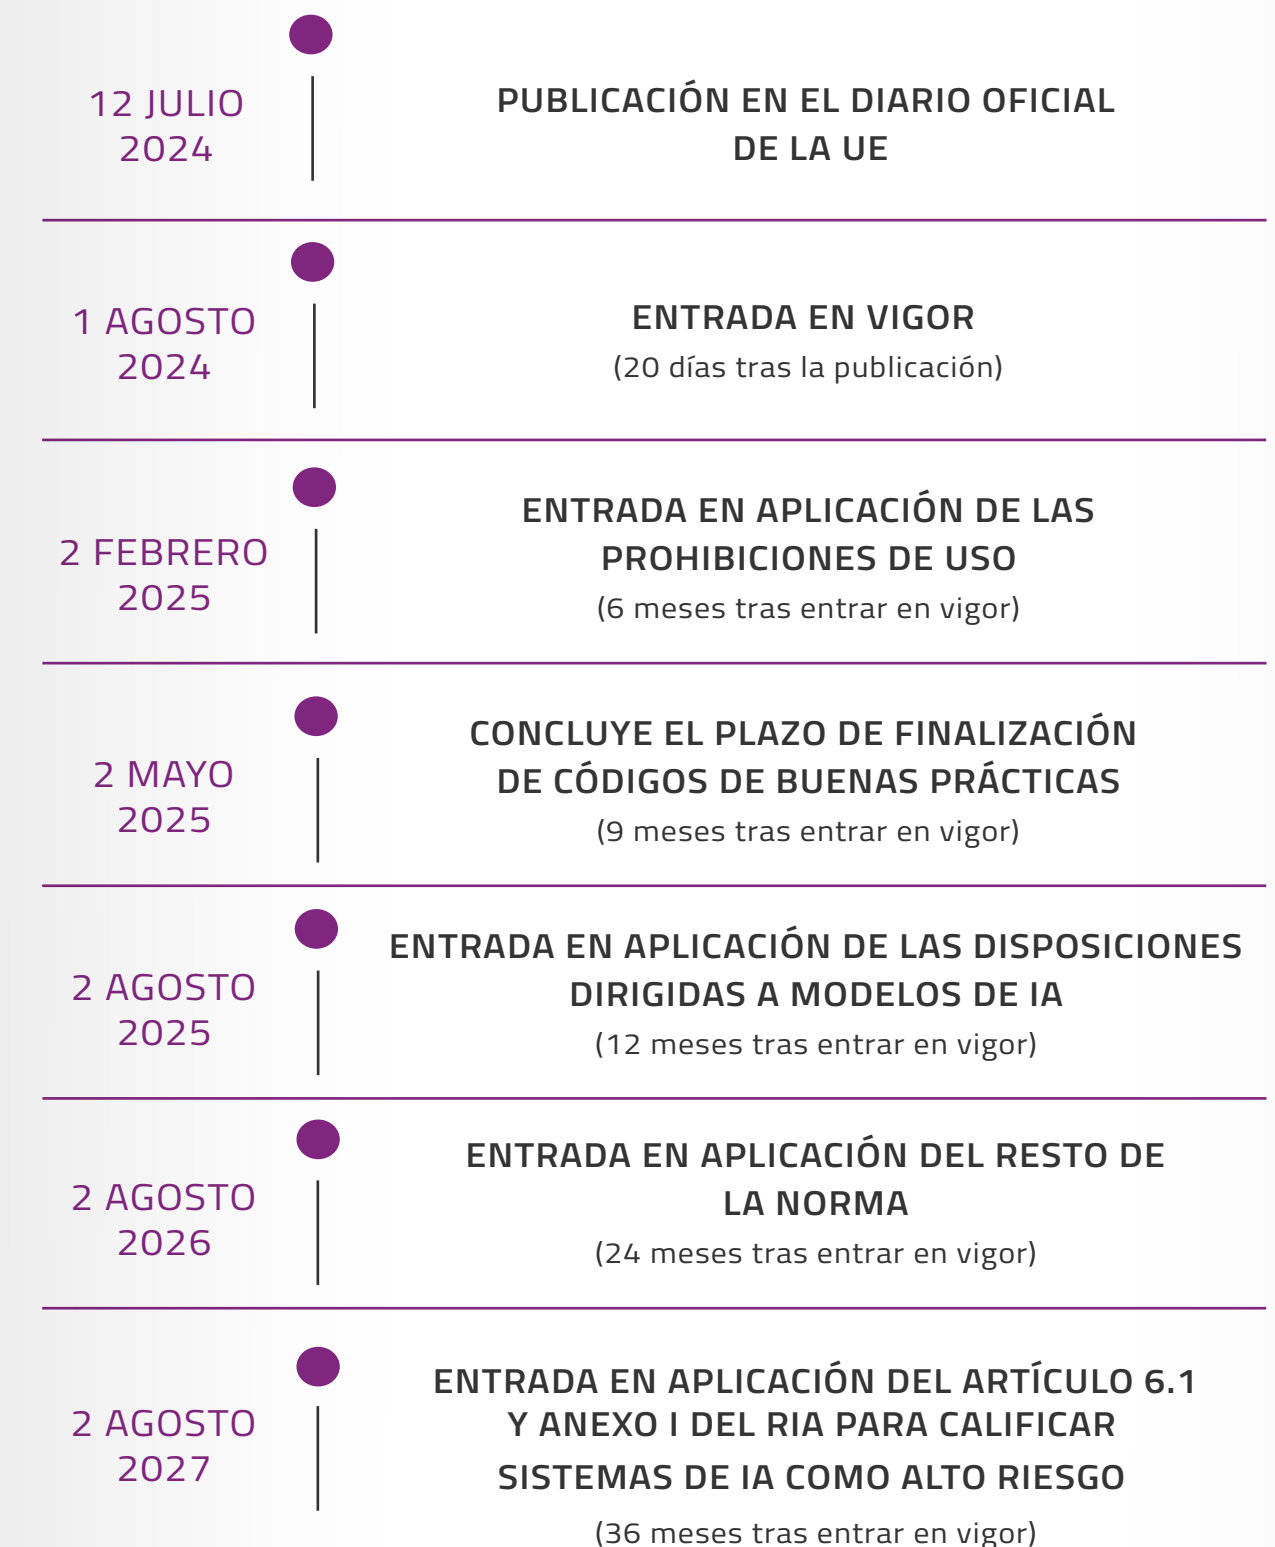 12 JULIO
2024
PUBLICACIÓN EN EL DIARIO OFICIAL
DE LA UE
1 AGOSTO
2024
ENTRADA EN VIGOR
(20 días tras la publicación)
2 FEBRERO
2025
ENTRADA EN APLICACIÓN DE LAS
PROHIBICIONES DE USO
(6 meses tras entrar en vigor)
2 MAYO
2025
CONCLUYE EL PLAZO DE FINALIZACIÓN
DE CÓDIGOS DE BUENAS PRÁCTICAS
(9 meses tras entrar en vigor)
2 AGOSTO
2025
ENTRADA EN APLICACIÓN DE LAS DISPOSICIONES
DIRIGIDAS A MODELOS DE IA
(12 meses tras entrar en vigor)
2 AGOSTO
2026
ENTRADA EN APLICACIÓN DEL RESTO DE
LA NORMA
(24 meses tras entrar en vigor)
2 AGOSTO
2027
ENTRADA EN APLICACIÓN DEL ARTÍCULO 6.1
Y ANEXO I DEL RIA PARA CALIFICAR
SISTEMAS DE IA COMO ALTO RIESGO
(36 meses tras entrar en vigor)